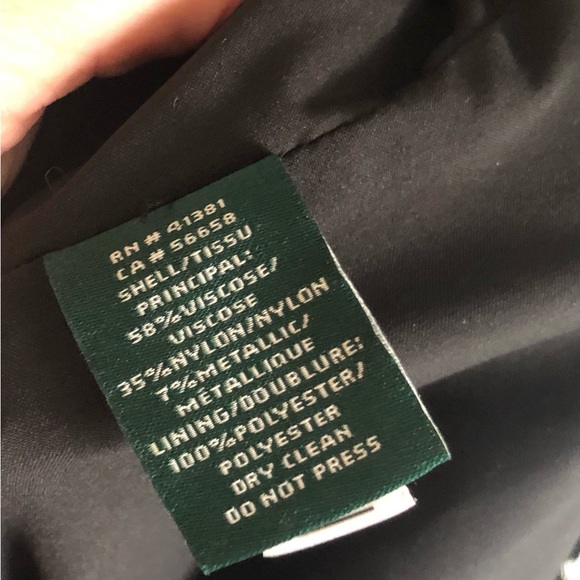 RN # 41381
CA # 56658
SHELL/TISSU
PRINCIPAL:
58%VISCOSE/
VISCOSE
35%NYLON/NYLON
7%METALLIC/
METALLIQUE
LINING/DOUBLURE:
100%POLYESTER/
POLYESTER
DRY CLEAN
DO NOT PRESS